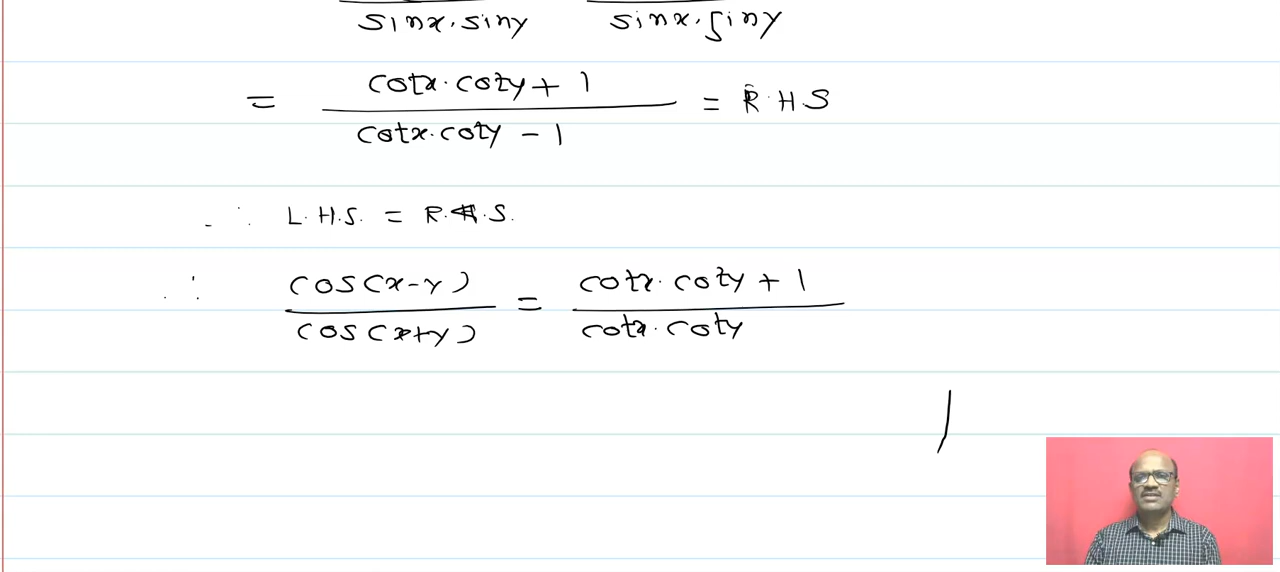 sinx.siny sinx.siny
= cotx.coty + 1 / cotx.coty - 1 = R.H.S
∴ L.H.S. = R.H.S.
∴ cos(x-y) / cos(x+y) = cotx.coty + 1 / cotx.coty